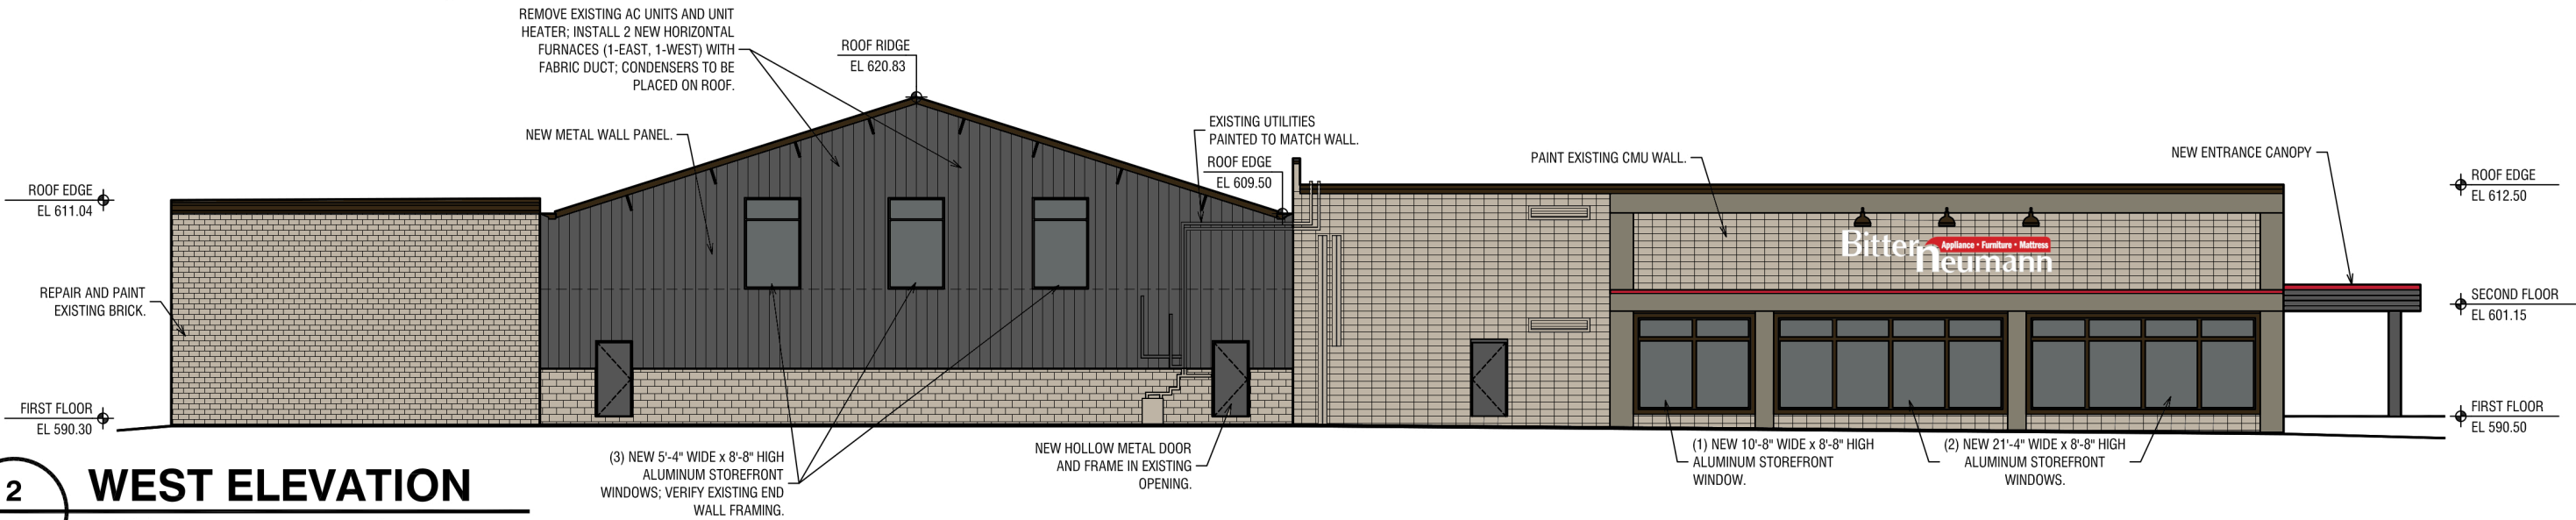 REMOVE EXISTING AC UNITS AND UNIT
HEATER; INSTALL 2 NEW HORIZONTAL
FURNACES (1-EAST, 1-WEST) WITH
FABRIC DUCT; CONDENSERS TO BE
PLACED ON ROOF.
ROOF RIDGE
EL 620.83
NEW METAL WALL PANEL.
EXISTING UTILITIES
PAINTED TO MATCH WALL.
ROOF EDGE
EL 609.50
PAINT EXISTING CMU WALL.
NEW ENTRANCE CANOPY
ROOF EDGE
EL 611.04
ROOF EDGE
EL 612.50
Bitter
Appliance • Furniture • Mattress
neumann
REPAIR AND PAINT
EXISTING BRICK.
SECOND FLOOR
EL 601.15
FIRST FLOOR
EL 590.30
FIRST FLOOR
EL 590.50
(3) NEW 5'-4" WIDE x 8'-8" HIGH
ALUMINUM STOREFRONT
WINDOWS; VERIFY EXISTING END
WALL FRAMING.
NEW HOLLOW METAL DOOR
AND FRAME IN EXISTING
OPENING.
(1) NEW 10'-8" WIDE x 8'-8" HIGH
ALUMINUM STOREFRONT
WINDOW.
(2) NEW 21'-4" WIDE x 8'-8" HIGH
ALUMINUM STOREFRONT
WINDOWS.
2
WEST ELEVATION